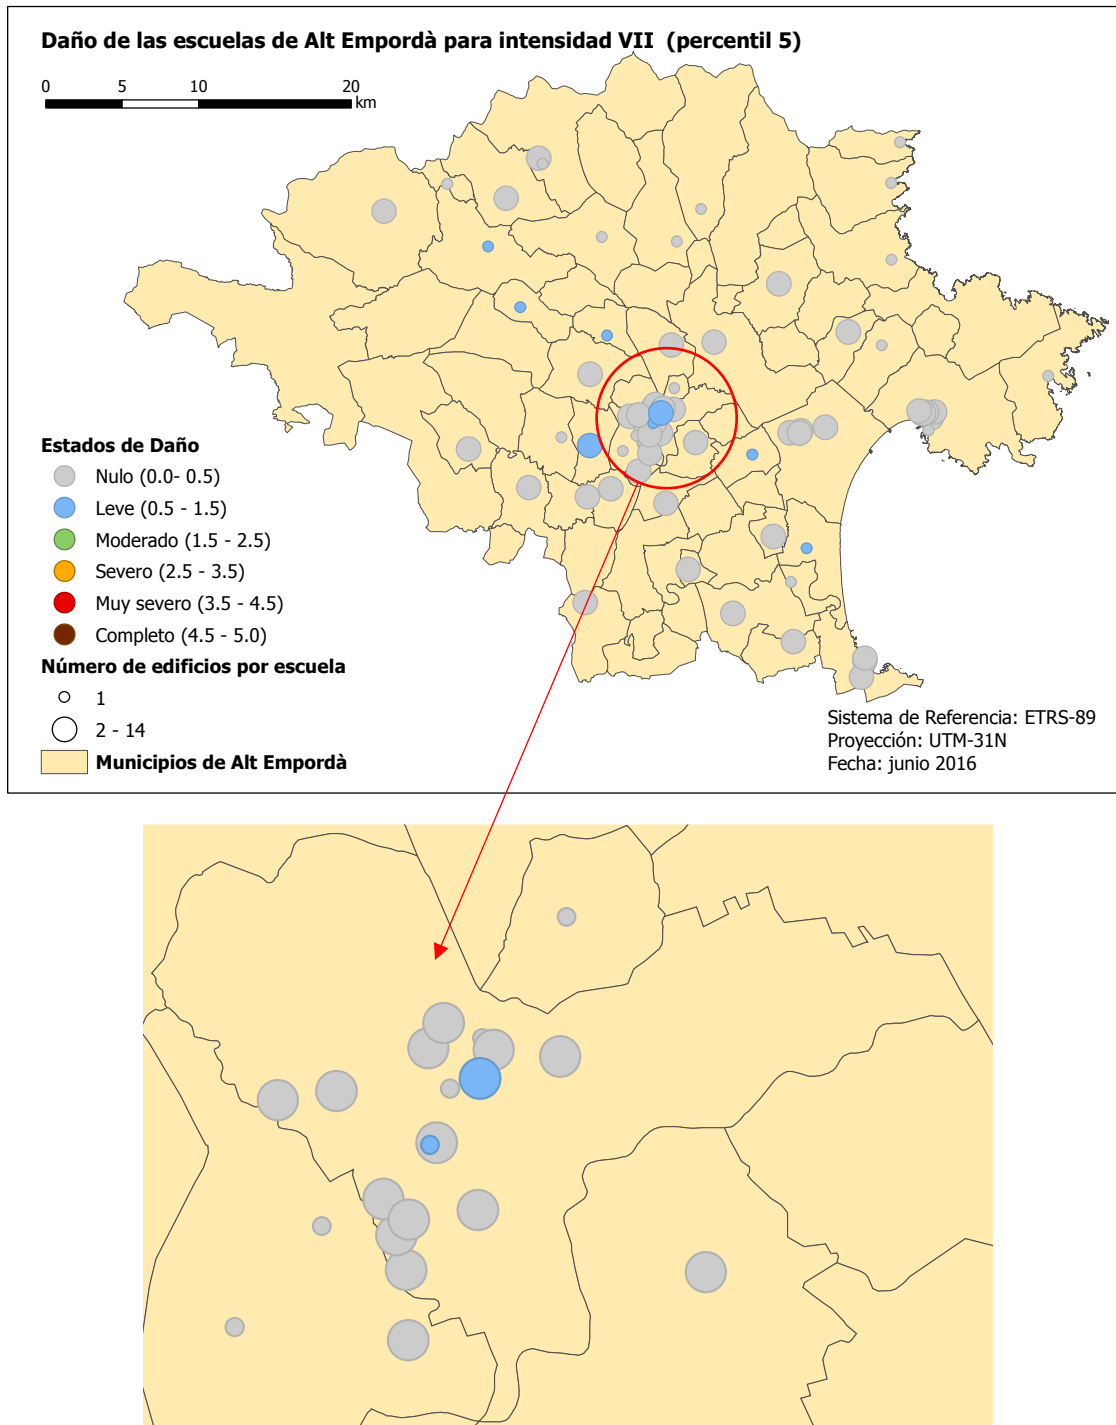 Daño de las escuelas de Alt Empordà para intensidad VII (percentil 5)
0 5 10 20
km
Estados de Daño
Nulo (0.0- 0.5)
Leve (0.5 - 1.5)
Moderado (1.5 - 2.5)
Severo (2.5 - 3.5)
Muy severo (3.5 - 4.5)
Completo (4.5 - 5.0)
Número de edificios por escuela
1
2 - 14
Municipios de Alt Empordà
Sistema de Referencia: ETRS-89
Proyección: UTM-31N
Fecha: junio 2016